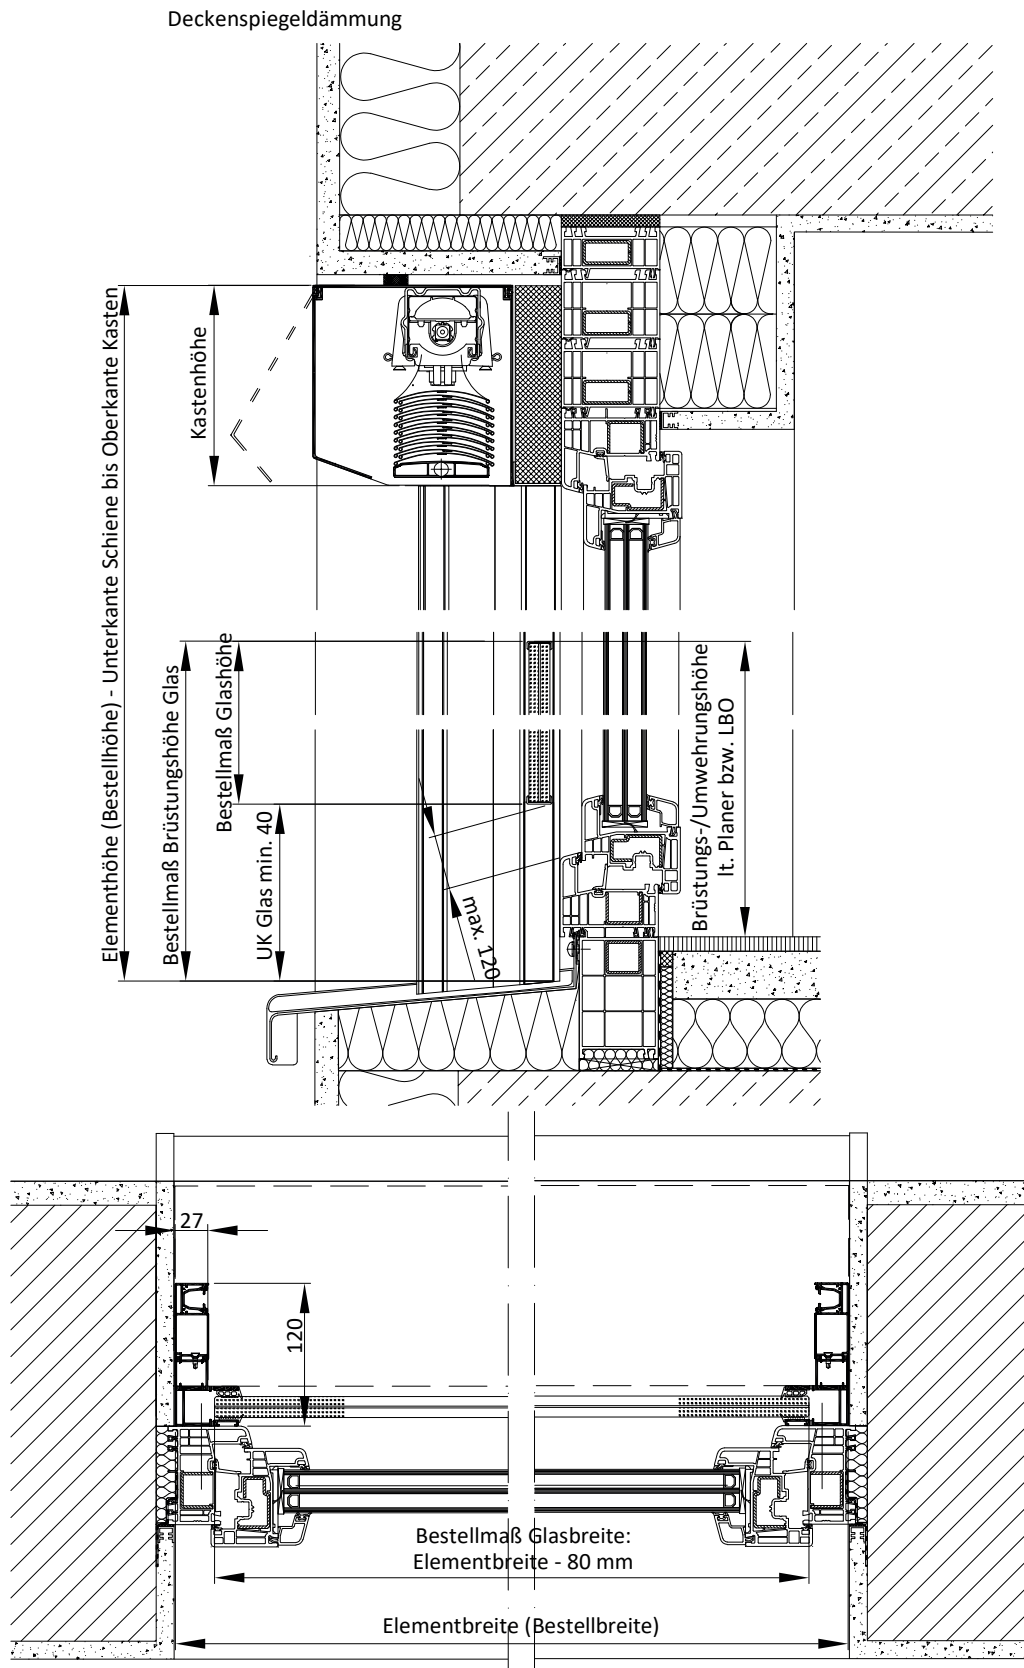 Deckenspiegeldämmung
Elementhöhe (Bestellhöhe) - Unterkante Schiene bis Oberkante Kasten
Kastenhöhe
Bestellmaß Brüstungshöhe Glas
Bestellmaß Glashöhe
UK Glas min. 40
max. 120
Brüstungs-/Umwehrungshöhe
lt. Planer bzw. LBO
27
120
Bestellmaß Glasbreite:
Elementbreite - 80 mm
Elementbreite (Bestellbreite)